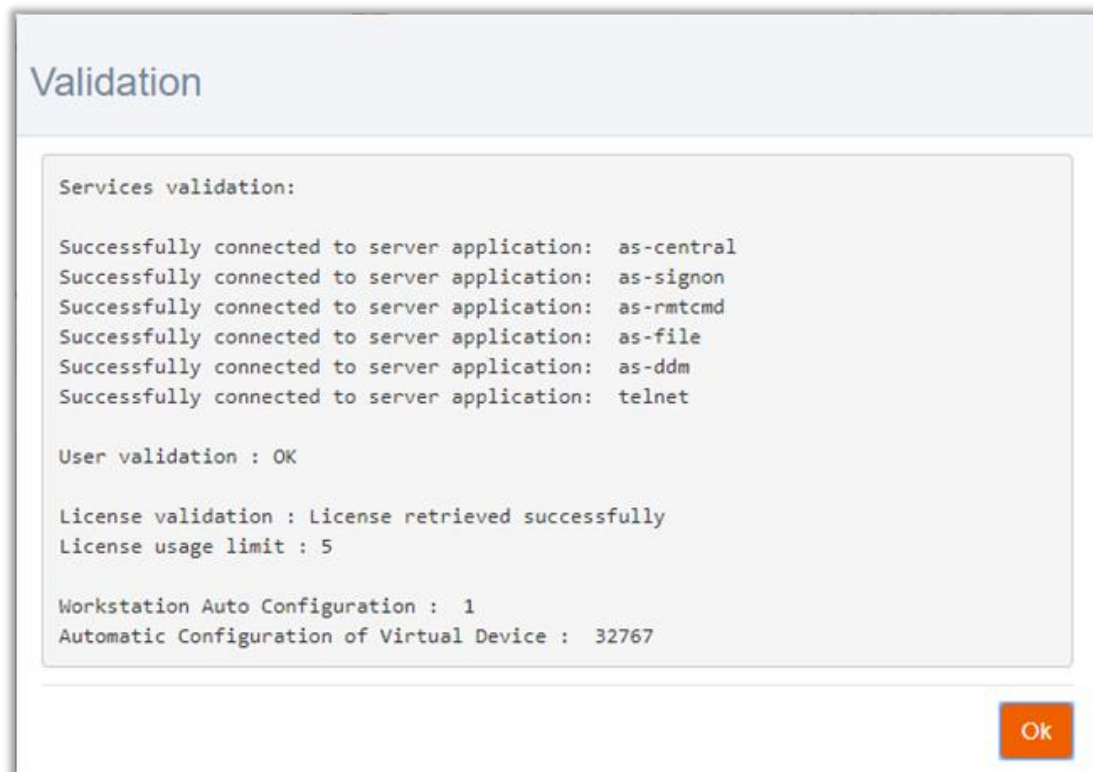 Validation
Services validation:
Successfully connected to server application:  as-central
Successfully connected to server application:  as-signon
Successfully connected to server application:  as-rmtcmd
Successfully connected to server application:  as-file
Successfully connected to server application:  as-ddm
Successfully connected to server application:  telnet
User validation : OK
License validation : License retrieved successfully
License usage limit : 5
Workstation Auto Configuration :  1
Automatic Configuration of Virtual Device :  32767
Ok